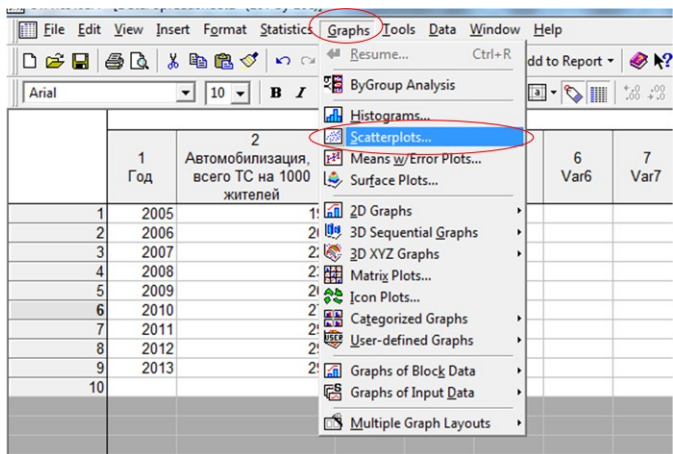 File Edit View Insert Format Statistics Graphs Tools Data Window Help
Resume... Ctrl+R
dd to Report
ByGroup Analysis
Arial 10 B I
Histograms...
Scatterplots...
Means w/Error Plots...
Surface Plots...
2D Graphs
3D Sequential Graphs
3D XYZ Graphs
Matrix Plots...
Icon Plots...
Categorized Graphs
User-defined Graphs
Graphs of Block Data
Graphs of Input Data
Multiple Graph Layouts
1
Год
2
Автомобилизация,
всего ТС на 1000
жителей
6
Var6
7
Var7
1 2005
2 2006
3 2007
4 2008
5 2009
6 2010
7 2011
8 2012
9 2013
10